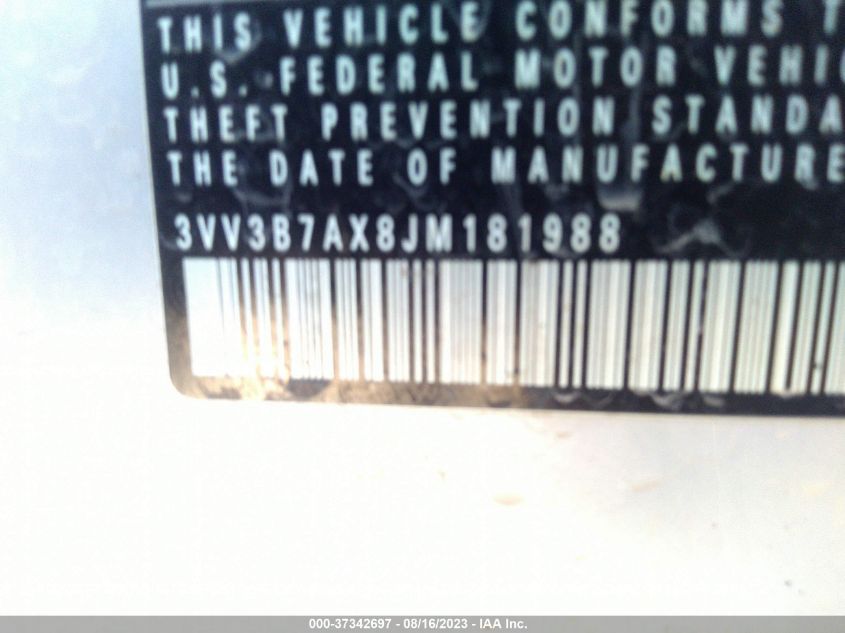 THIS VEHICLE CONFORMS T
U.S. FEDERAL MOTOR VEHIC
THEFT PREVENTION STANDA
THE DATE OF MANUFACTURE
3VV3B7AX8JM181988
000-37342697 - 08/16/2023 - IAA Inc.